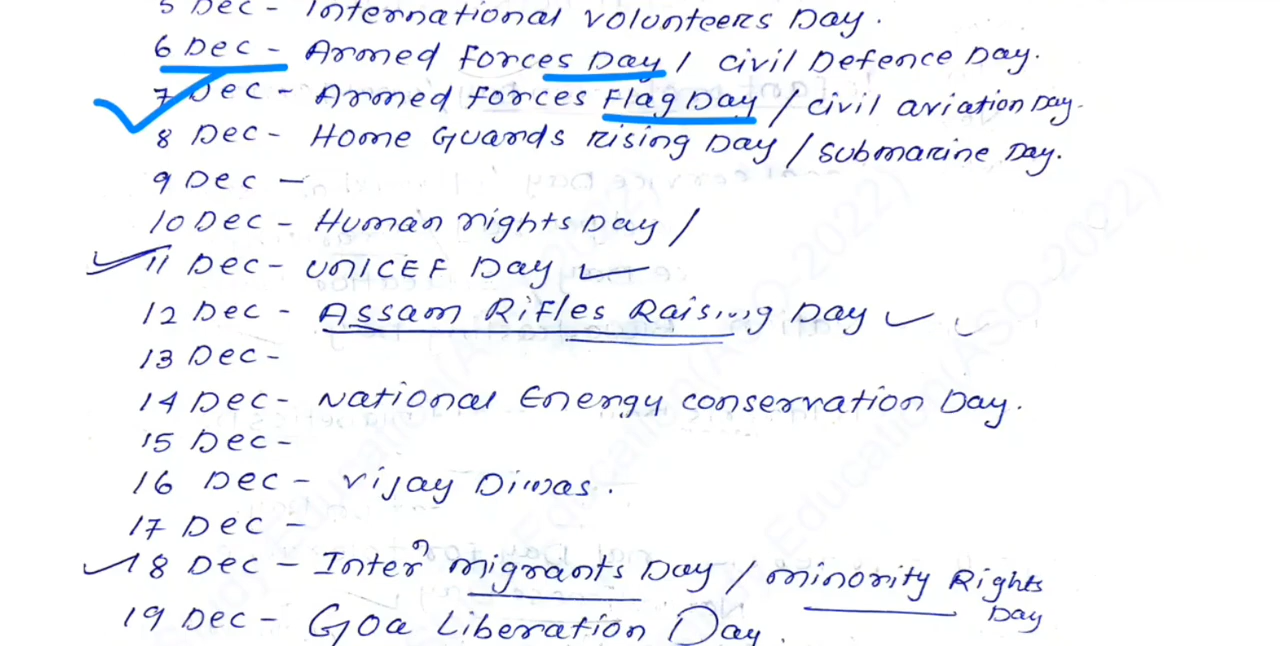 5 Dec - International Volunteers Day.
6 Dec - Armed Forces Day / civil Defence Day.
7 Dec - Armed Forces Flag Day / civil aviation Day.
8 Dec - Home Guards Rising Day / submarine Day.
9 Dec -
10 Dec - Human rights Day /
11 Dec - UNICEF Day
12 Dec - Assam Rifles Raising Day
13 Dec -
14 Dec - National Energy conservation Day.
15 Dec -
16 Dec - Vijay Diwas.
17 Dec -
18 Dec - Interⁿ migrants Day / minority Rights
Day
19 Dec - Goa Liberation Day.